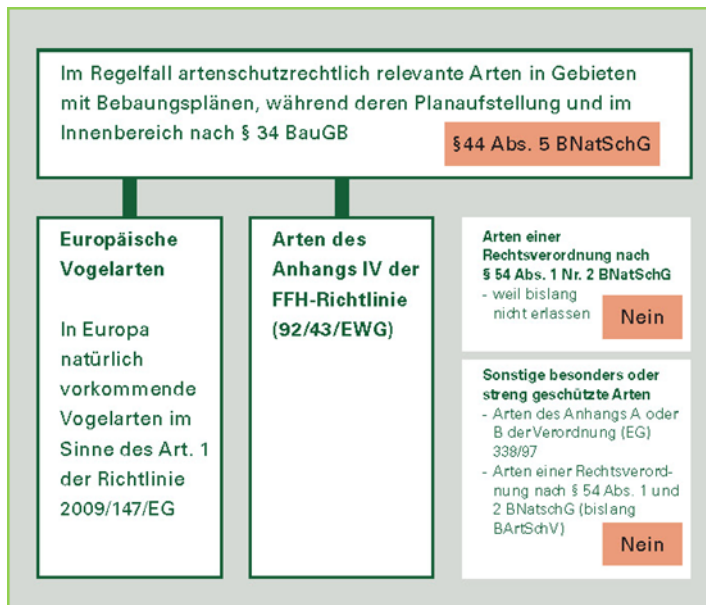 Im Regelfall artenschutzrechtlich relevante Arten in Gebieten
mit Bebaungsplänen, während deren Planaufstellung und im
Innenbereich nach § 34 BauGB
§44 Abs. 5 BNatSchG
Europäische
Vogelarten
In Europa
natürlich
vorkommende
Vogelarten im
Sinne des Art. 1
der Richtlinie
2009/147/EG
Arten des
Anhangs IV der
FFH-Richtlinie
(92/43/EWG)
Arten einer
Rechtsverordnung nach
§ 54 Abs. 1 Nr. 2 BNatSchG
- weil bislang
nicht erlassen
Nein
Sonstige besonders oder
streng geschützte Arten
- Arten des Anhangs A oder
B der Verordnung (EG)
338/97
- Arten einer Rechtsverord-
nung nach § 54 Abs. 1 und
2 BNatschG (bislang
BArtSchV)
Nein